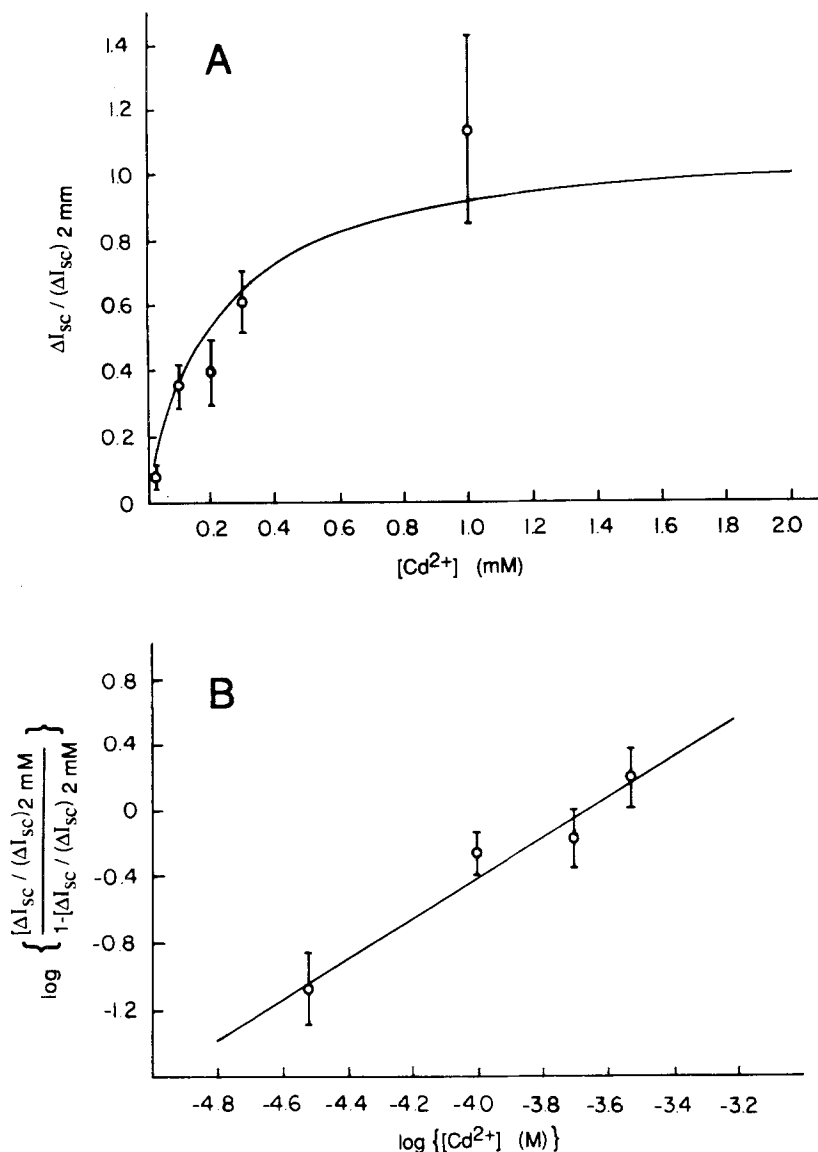 A
1.4
1.2
1.0
0.8
0.6
0.4
0.2
0
ΔIsc / (ΔIsc) 2 mm
0.2 0.4 0.6 0.8 1.0 1.2 1.4 1.6 1.8 2.0
[Cd²⁺] (mM)
B
0.8
0.4
0
-0.4
-0.8
-1.2
log { [ΔIsc / (ΔIsc) 2 mM
1-[ΔIsc / (ΔIsc) 2 mM }
-4.8 -4.6 -4.4 -4.2 -4.0 -3.8 -3.6 -3.4 -3.2
log {[Cd²⁺] (M)}